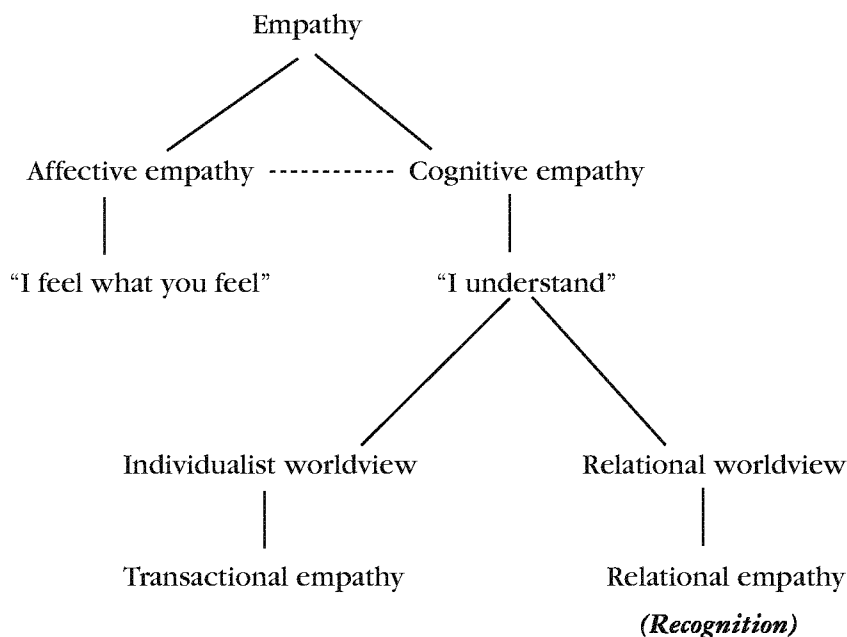 Empathy
Affective empathy
Cognitive empathy
“I feel what you feel”
“I understand”
Individualist worldview
Relational worldview
Transactional empathy
Relational empathy
(Recognition)